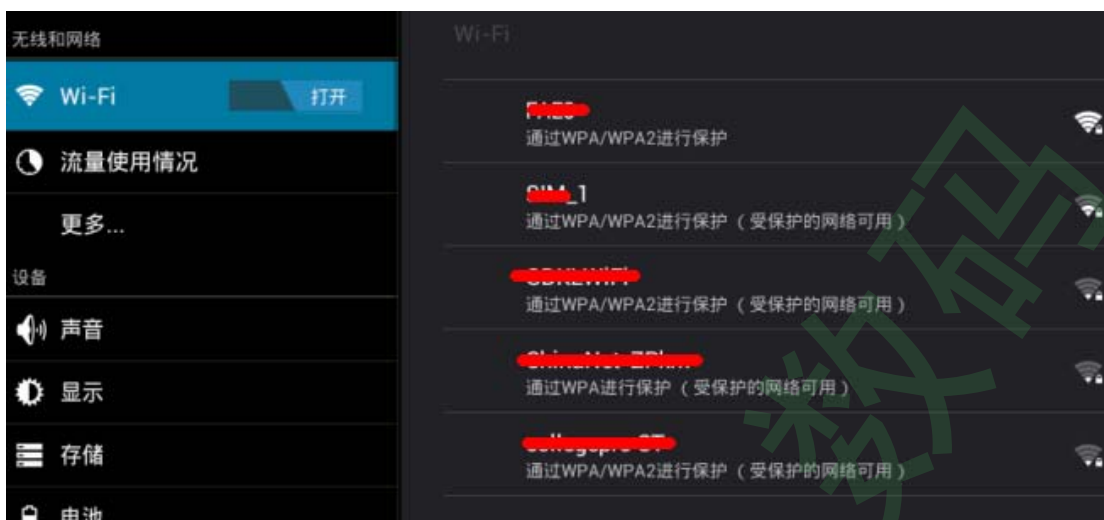 无线和网络
Wi-Fi
打开
流量使用情况
更多...
设备
声音
显示
存储
电池
Wi-Fi
通过WPA/WPA2进行保护
_1
通过WPA/WPA2进行保护（受保护的网络可用）
通过WPA/WPA2进行保护（受保护的网络可用）
通过WPA进行保护（受保护的网络可用）
通过WPA/WPA2进行保护（受保护的网络可用）
数码